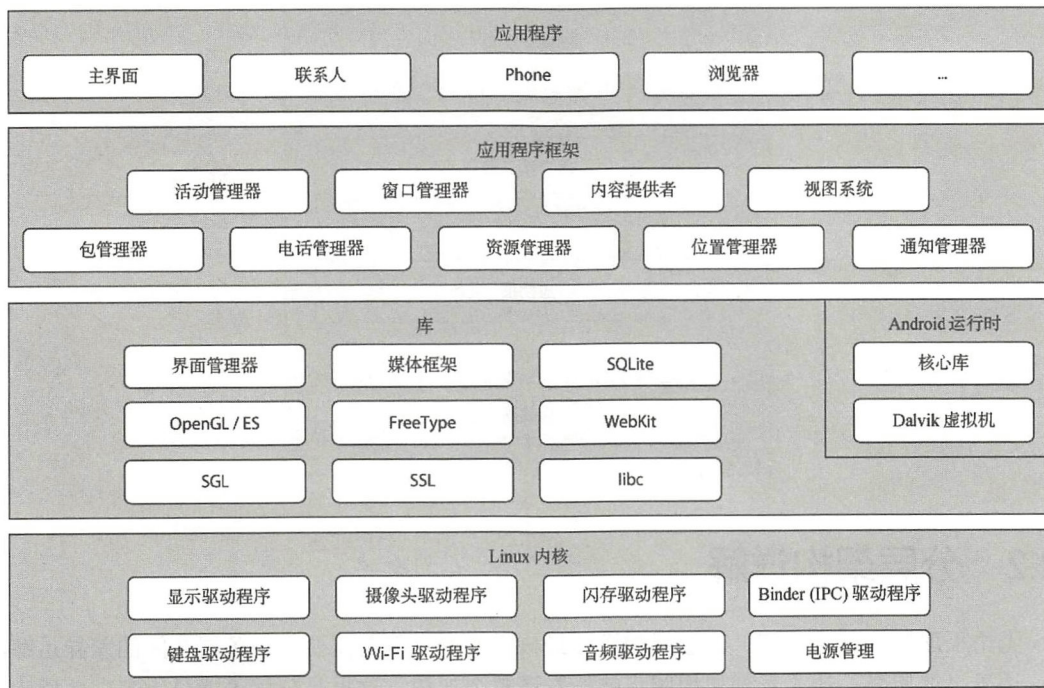 应用程序
主界面
联系人
Phone
浏览器
...
应用程序框架
活动管理器
窗口管理器
内容提供者
视图系统
包管理器
电话管理器
资源管理器
位置管理器
通知管理器
库
界面管理器
媒体框架
SQLite
OpenGL / ES
FreeType
WebKit
SGL
SSL
libc
Android 运行时
核心库
Dalvik 虚拟机
Linux 内核
显示驱动程序
摄像头驱动程序
闪存驱动程序
Binder (IPC) 驱动程序
键盘驱动程序
Wi-Fi 驱动程序
音频驱动程序
电源管理